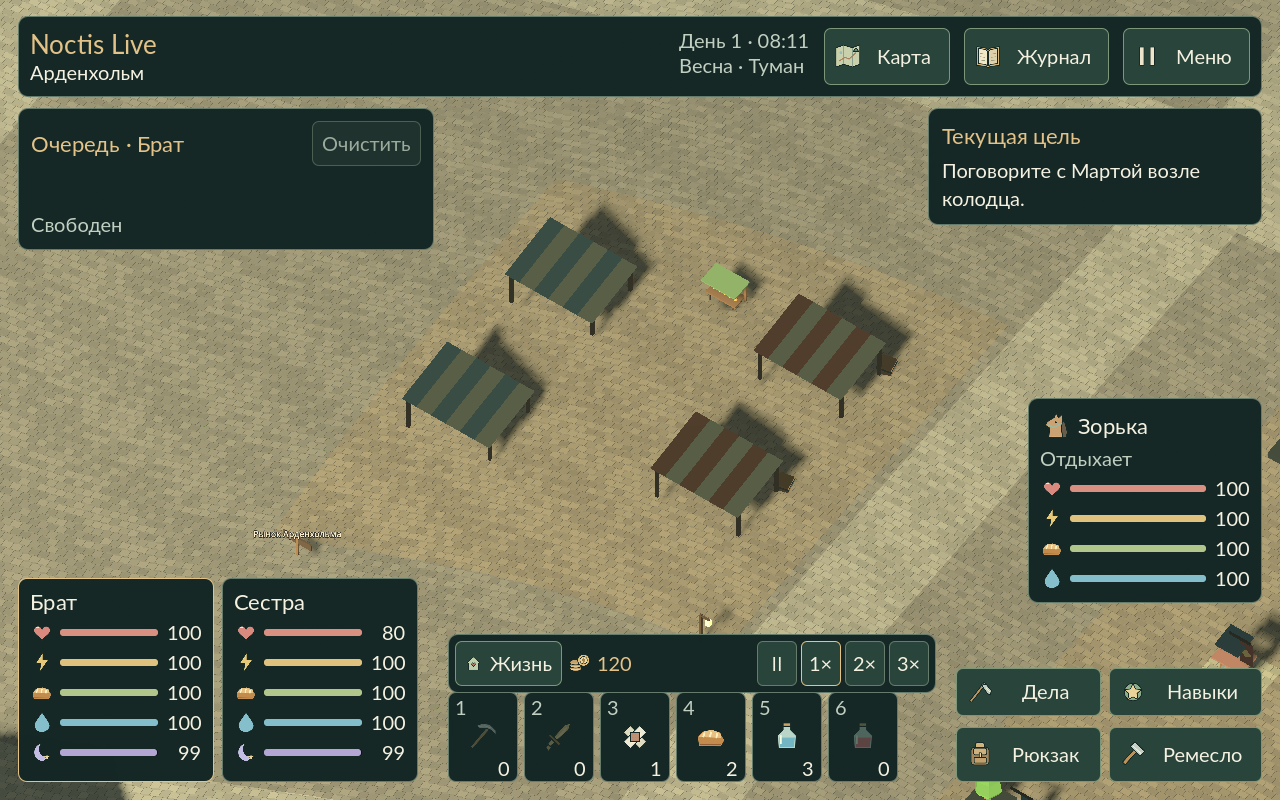 Noctis Live
Арденхольм
День 1 · 08:11
Весна · Туман
Карта
Журнал
Меню
Очередь · Брат
Очистить
Свободен
Текущая цель
Поговорите с Мартой возле
колодца.
Зорька
Отдыхает
100
100
100
100
Рынок Арденхольма
Брат
100
100
100
100
99
Сестра
80
100
100
100
99
Жизнь
120
1×
2×
3×
1
0
2
0
3
1
4
2
5
3
6
0
Дела
Навыки
Рюкзак
Ремесло